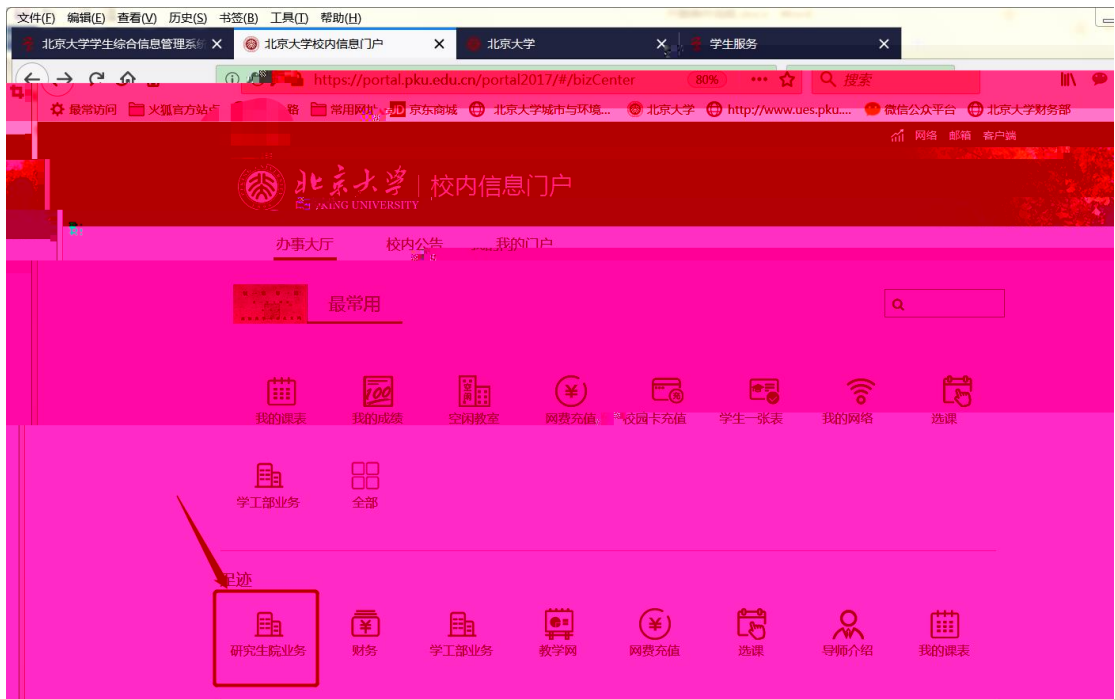 文件(F) 编辑(E) 查看(V) 历史(S) 书签(B) 工具(T) 帮助(H)
北京大学学生综合信息管理系统 北京大学校内信息门户 北京大学 学生服务
https://portal.pku.edu.cn/portal2017/#/bizCenter 80% 搜索
最常访问 火狐官方站点 常用网址 JD 京东商城 北京大学城市与环境... 北京大学 http://www.ues.pku.... 微信公众平台 北京大学财务部
网络 邮箱 客户端
北京大学 校内信息门户
UNIVERSITY
办事大厅 校内公告 我的门户
最常用
我的课表 我的成绩 空闲教室 网费充值 校园卡充值 学生一张表 我的网络 选课
学工部业务 全部
足迹
研究生院业务 财务 学工部业务 教学网 网费充值 选课 导师介绍 我的课表